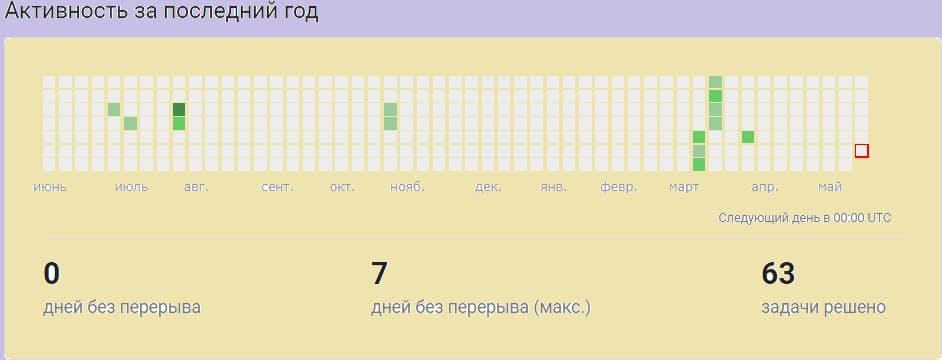 Активность за последний год
июнь июль авг. сент. окт. нояб. дек. янв. февр. март апр. май
Следующий день в 00:00 UTC
0 7 63
дней без перерыва дней без перерыва (макс.) задачи решено